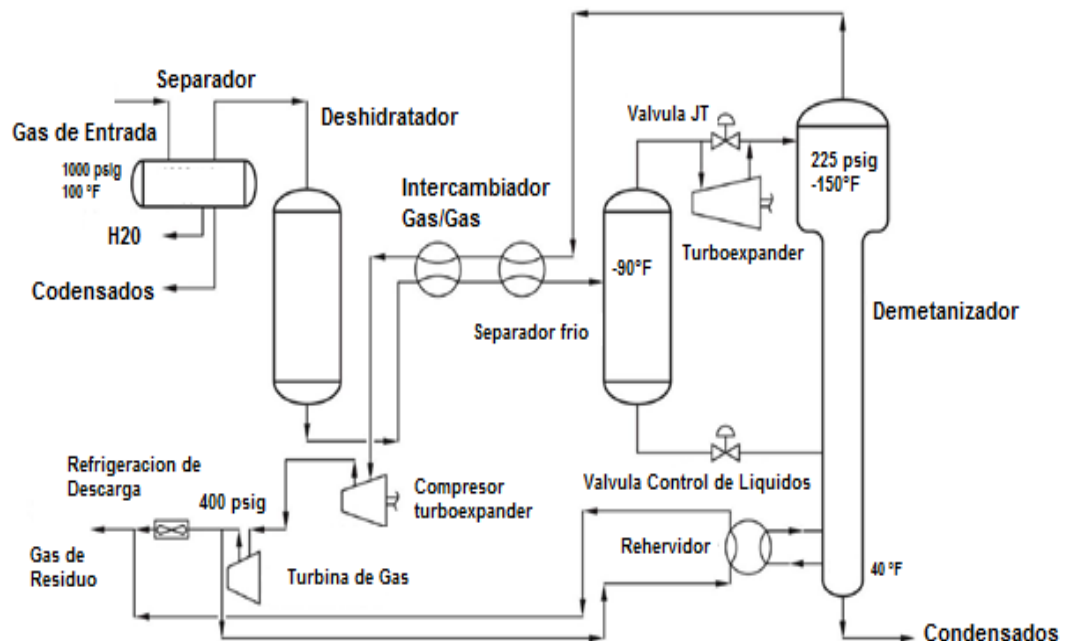 Separador
Gas de Entrada
1000 psig
100 °F
H20
Codensados
Deshidratador
Intercambiador
Gas/Gas
Valvula JT
Turboexpander
225 psig
-150°F
-90°F
Separador frio
Demetanizador
Refrigeracion de
Descarga
400 psig
Compresor
turboexpander
Valvula Control de Liquidos
Gas de
Residuo
Turbina de Gas
Rehervidor
40 °F
Condensados